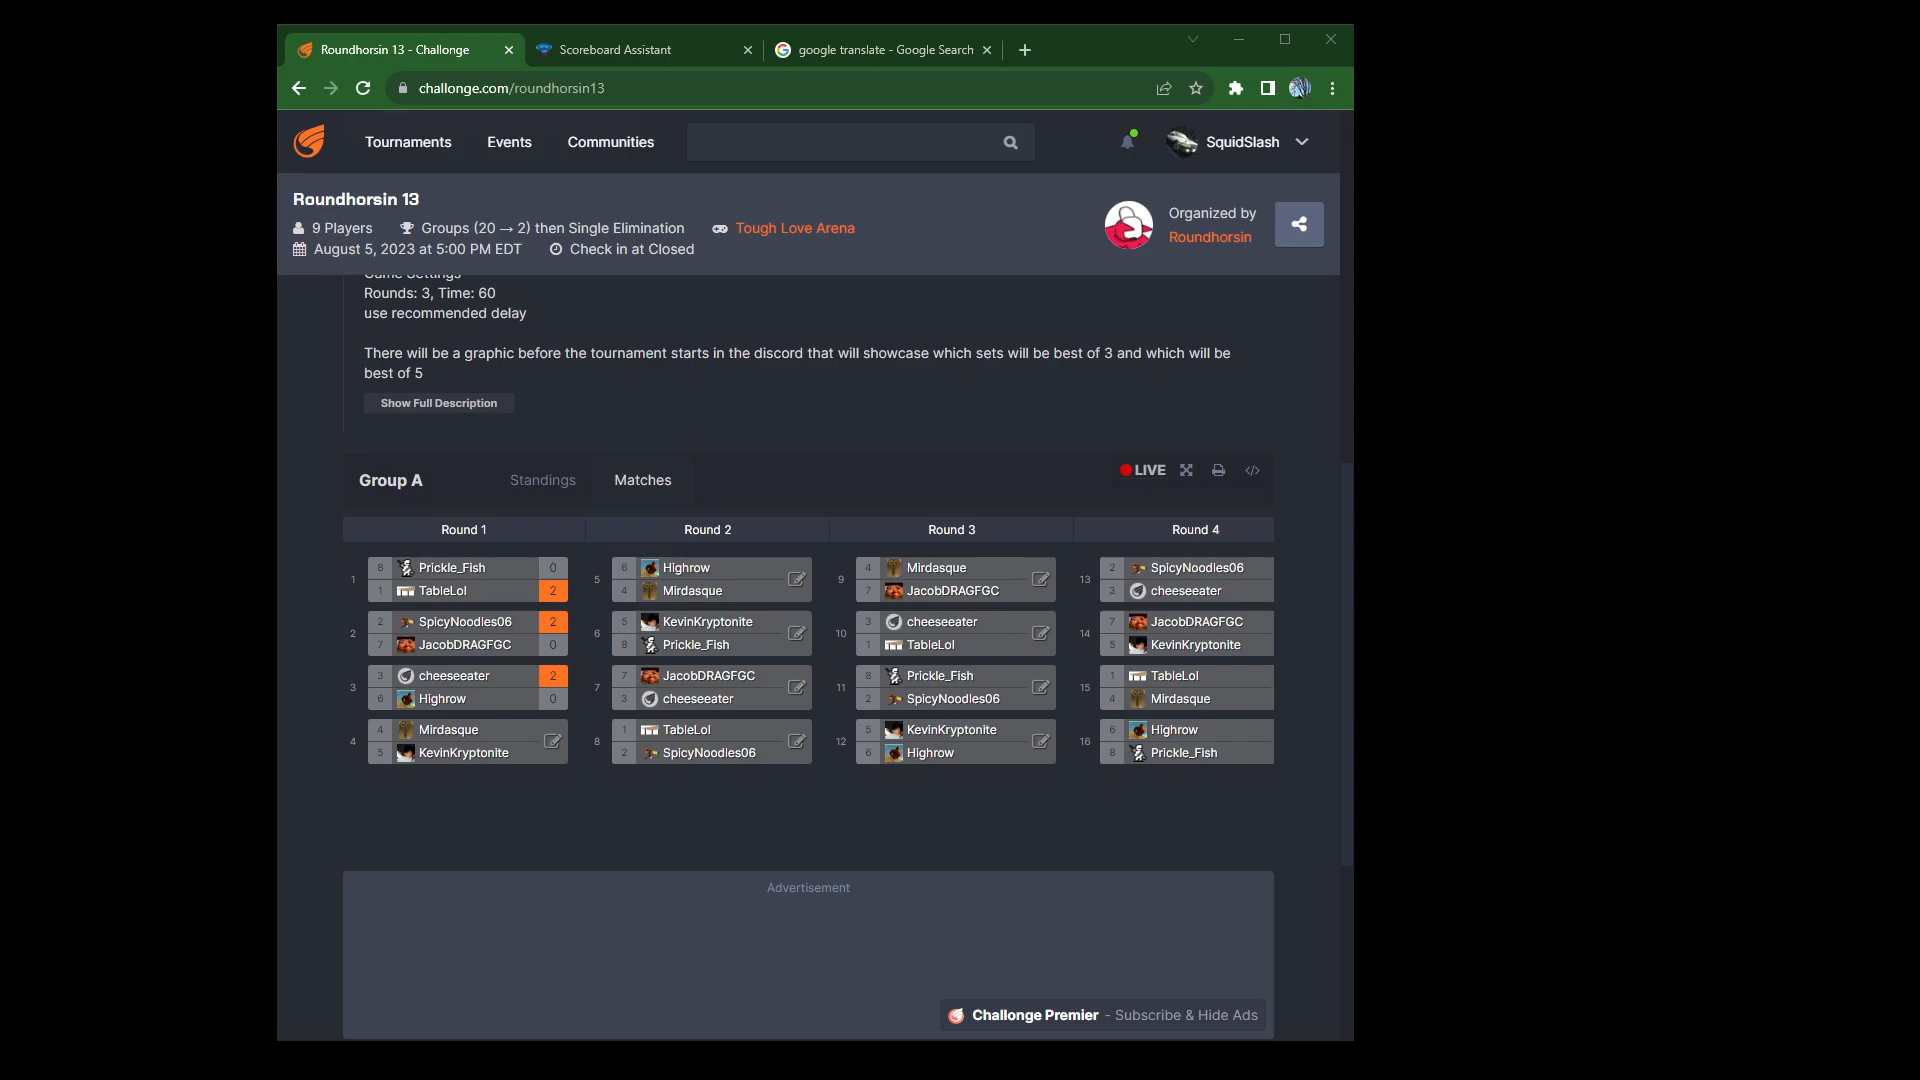 Roundhorsin 13 - Challonge
Scoreboard Assistant
google translate - Google Search
challonge.com/roundhorsin13
Tournaments
Events
Communities
SquidSlash
Roundhorsin 13
9 Players
Groups (20 → 2) then Single Elimination
Tough Love Arena
August 5, 2023 at 5:00 PM EDT
Check in at Closed
Organized by
Roundhorsin
Game Settings
Rounds: 3, Time: 60
use recommended delay
There will be a graphic before the tournament starts in the discord that will showcase which sets will be best of 3 and which will be
best of 5
Show Full Description
Group A
Standings
Matches
LIVE
Round 1
Round 2
Round 3
Round 4
1
8 Prickle_Fish 0
1 TableLol 2
2
2 SpicyNoodles06 2
7 JacobDRAGFGC 0
3
3 cheeseeater 2
6 Highrow 0
4
4 Mirdasque
5 KevinKryptonite
5
6 Highrow
4 Mirdasque
6
5 KevinKryptonite
8 Prickle_Fish
7
7 JacobDRAGFGC
3 cheeseeater
8
1 TableLol
2 SpicyNoodles06
9
4 Mirdasque
7 JacobDRAGFGC
10
3 cheeseeater
1 TableLol
11
8 Prickle_Fish
2 SpicyNoodles06
12
5 KevinKryptonite
6 Highrow
13
2 SpicyNoodles06
3 cheeseeater
14
7 JacobDRAGFGC
5 KevinKryptonite
15
1 TableLol
4 Mirdasque
16
6 Highrow
8 Prickle_Fish
Advertisement
Challonge Premier - Subscribe & Hide Ads